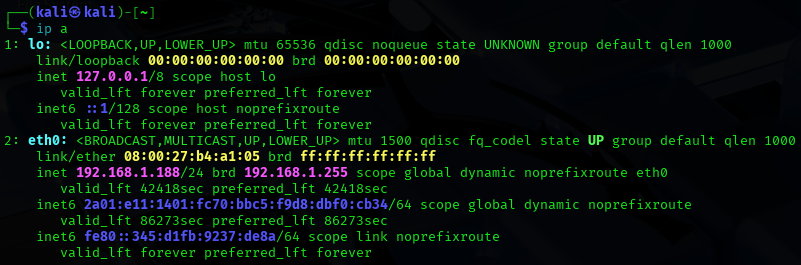 ┌──(kali㉿kali)-[~]
└─$ ip a
1: lo: <LOOPBACK,UP,LOWER_UP> mtu 65536 qdisc noqueue state UNKNOWN group default qlen 1000
    link/loopback 00:00:00:00:00:00 brd 00:00:00:00:00:00
    inet 127.0.0.1/8 scope host lo
       valid_lft forever preferred_lft forever
    inet6 ::1/128 scope host noprefixroute
       valid_lft forever preferred_lft forever
2: eth0: <BROADCAST,MULTICAST,UP,LOWER_UP> mtu 1500 qdisc fq_codel state UP group default qlen 1000
    link/ether 08:00:27:b4:a1:05 brd ff:ff:ff:ff:ff:ff
    inet 192.168.1.188/24 brd 192.168.1.255 scope global dynamic noprefixroute eth0
       valid_lft 42418sec preferred_lft 42418sec
    inet6 2a01:e11:1401:fc70:bbc5:f9d8:dbf0:cb34/64 scope global dynamic noprefixroute
       valid_lft 86273sec preferred_lft 86273sec
    inet6 fe80::345:d1fb:9237:de8a/64 scope link noprefixroute
       valid_lft forever preferred_lft forever